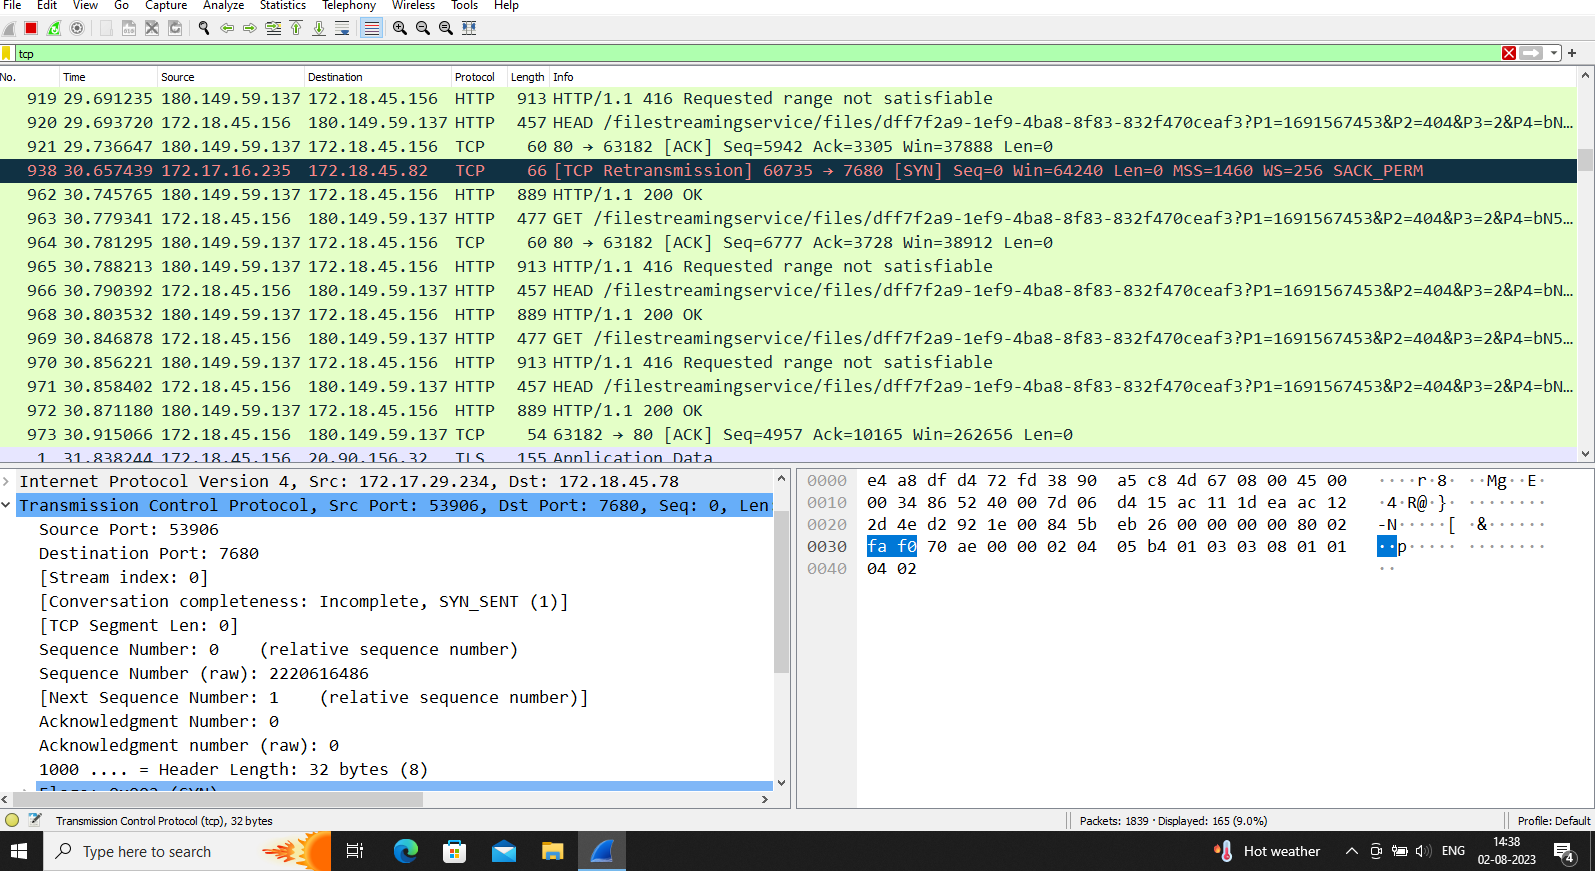 File Edit View Go Capture Analyze Statistics Telephony Wireless Tools Help
tcp
No. Time Source Destination Protocol Length Info
919 29.691235 180.149.59.137 172.18.45.156 HTTP 913 HTTP/1.1 416 Requested range not satisfiable
920 29.693720 172.18.45.156 180.149.59.137 HTTP 457 HEAD /filestreamingservice/files/dff7f2a9-1ef9-4ba8-8f83-832f470ceaf3?P1=1691567453&P2=404&P3=2&P4=bN…
921 29.736647 180.149.59.137 172.18.45.156 TCP 60 80 → 63182 [ACK] Seq=5942 Ack=3305 Win=37888 Len=0
938 30.657439 172.17.16.235 172.18.45.82 TCP 66 [TCP Retransmission] 60735 → 7680 [SYN] Seq=0 Win=64240 Len=0 MSS=1460 WS=256 SACK_PERM
962 30.745765 180.149.59.137 172.18.45.156 HTTP 889 HTTP/1.1 200 OK
963 30.779341 172.18.45.156 180.149.59.137 HTTP 477 GET /filestreamingservice/files/dff7f2a9-1ef9-4ba8-8f83-832f470ceaf3?P1=1691567453&P2=404&P3=2&P4=bN5…
964 30.781295 180.149.59.137 172.18.45.156 TCP 60 80 → 63182 [ACK] Seq=6777 Ack=3728 Win=38912 Len=0
965 30.788213 180.149.59.137 172.18.45.156 HTTP 913 HTTP/1.1 416 Requested range not satisfiable
966 30.790392 172.18.45.156 180.149.59.137 HTTP 457 HEAD /filestreamingservice/files/dff7f2a9-1ef9-4ba8-8f83-832f470ceaf3?P1=1691567453&P2=404&P3=2&P4=bN…
968 30.803532 180.149.59.137 172.18.45.156 HTTP 889 HTTP/1.1 200 OK
969 30.846878 172.18.45.156 180.149.59.137 HTTP 477 GET /filestreamingservice/files/dff7f2a9-1ef9-4ba8-8f83-832f470ceaf3?P1=1691567453&P2=404&P3=2&P4=bN5…
970 30.856221 180.149.59.137 172.18.45.156 HTTP 913 HTTP/1.1 416 Requested range not satisfiable
971 30.858402 172.18.45.156 180.149.59.137 HTTP 457 HEAD /filestreamingservice/files/dff7f2a9-1ef9-4ba8-8f83-832f470ceaf3?P1=1691567453&P2=404&P3=2&P4=bN…
972 30.871180 180.149.59.137 172.18.45.156 HTTP 889 HTTP/1.1 200 OK
973 30.915066 172.18.45.156 180.149.59.137 TCP 54 63182 → 80 [ACK] Seq=4957 Ack=10165 Win=262656 Len=0
1 31.838244 172.18.45.156 20.90.156.32 TLS 155 Application Data
Internet Protocol Version 4, Src: 172.17.29.234, Dst: 172.18.45.78
Transmission Control Protocol, Src Port: 53906, Dst Port: 7680, Seq: 0, Len
Source Port: 53906
Destination Port: 7680
[Stream index: 0]
[Conversation completeness: Incomplete, SYN_SENT (1)]
[TCP Segment Len: 0]
Sequence Number: 0 (relative sequence number)
Sequence Number (raw): 2220616486
[Next Sequence Number: 1 (relative sequence number)]
Acknowledgment Number: 0
Acknowledgment number (raw): 0
1000 .... = Header Length: 32 bytes (8)
Flags: 0x002 (SYN)
0000 e4 a8 df d4 72 fd 38 90 a5 c8 4d 67 08 00 45 00 ····r·8· ··Mg··E·
0010 00 34 86 52 40 00 7d 06 d4 15 ac 11 1d ea ac 12 ·4·R@·}· ········
0020 2d 4e d2 92 1e 00 84 5b eb 26 00 00 00 00 80 02 -N·····[ ·&······
0030 fa f0 70 ae 00 00 02 04 05 b4 01 03 03 08 01 01 ··p····· ········
0040 04 02 ··
Transmission Control Protocol (tcp), 32 bytes
Packets: 1839 · Displayed: 165 (9.0%)
Profile: Default
Type here to search
Hot weather
ENG
14:38
02-08-2023
4